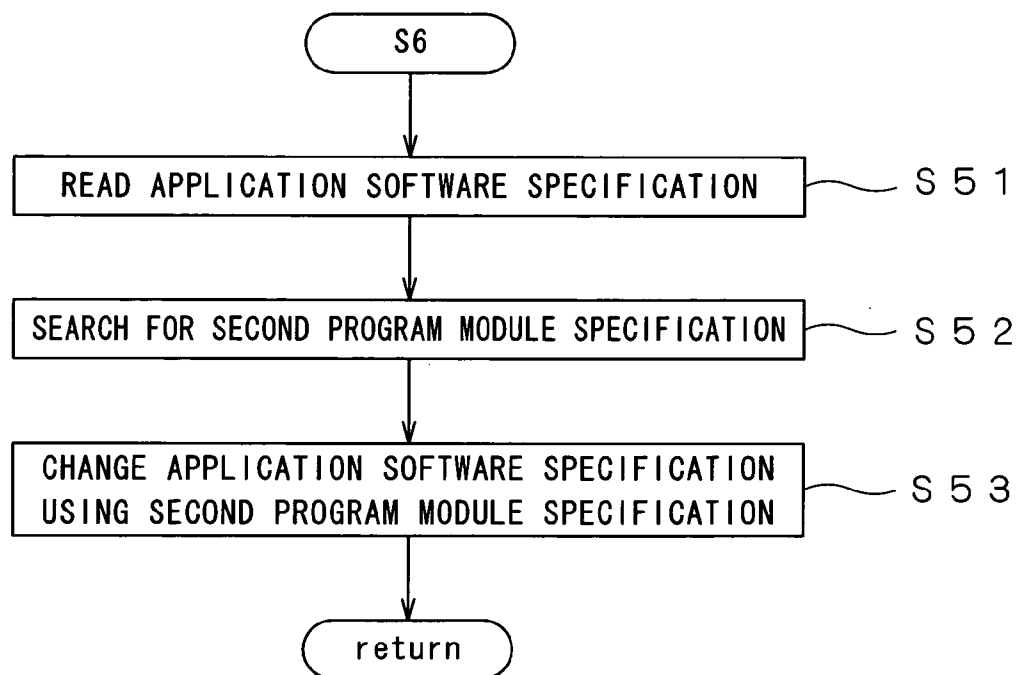 S6
READ APPLICATION SOFTWARE SPECIFICATION
S51
SEARCH FOR SECOND PROGRAM MODULE SPECIFICATION
S52
CHANGE APPLICATION SOFTWARE SPECIFICATION
USING SECOND PROGRAM MODULE SPECIFICATION
S53
return